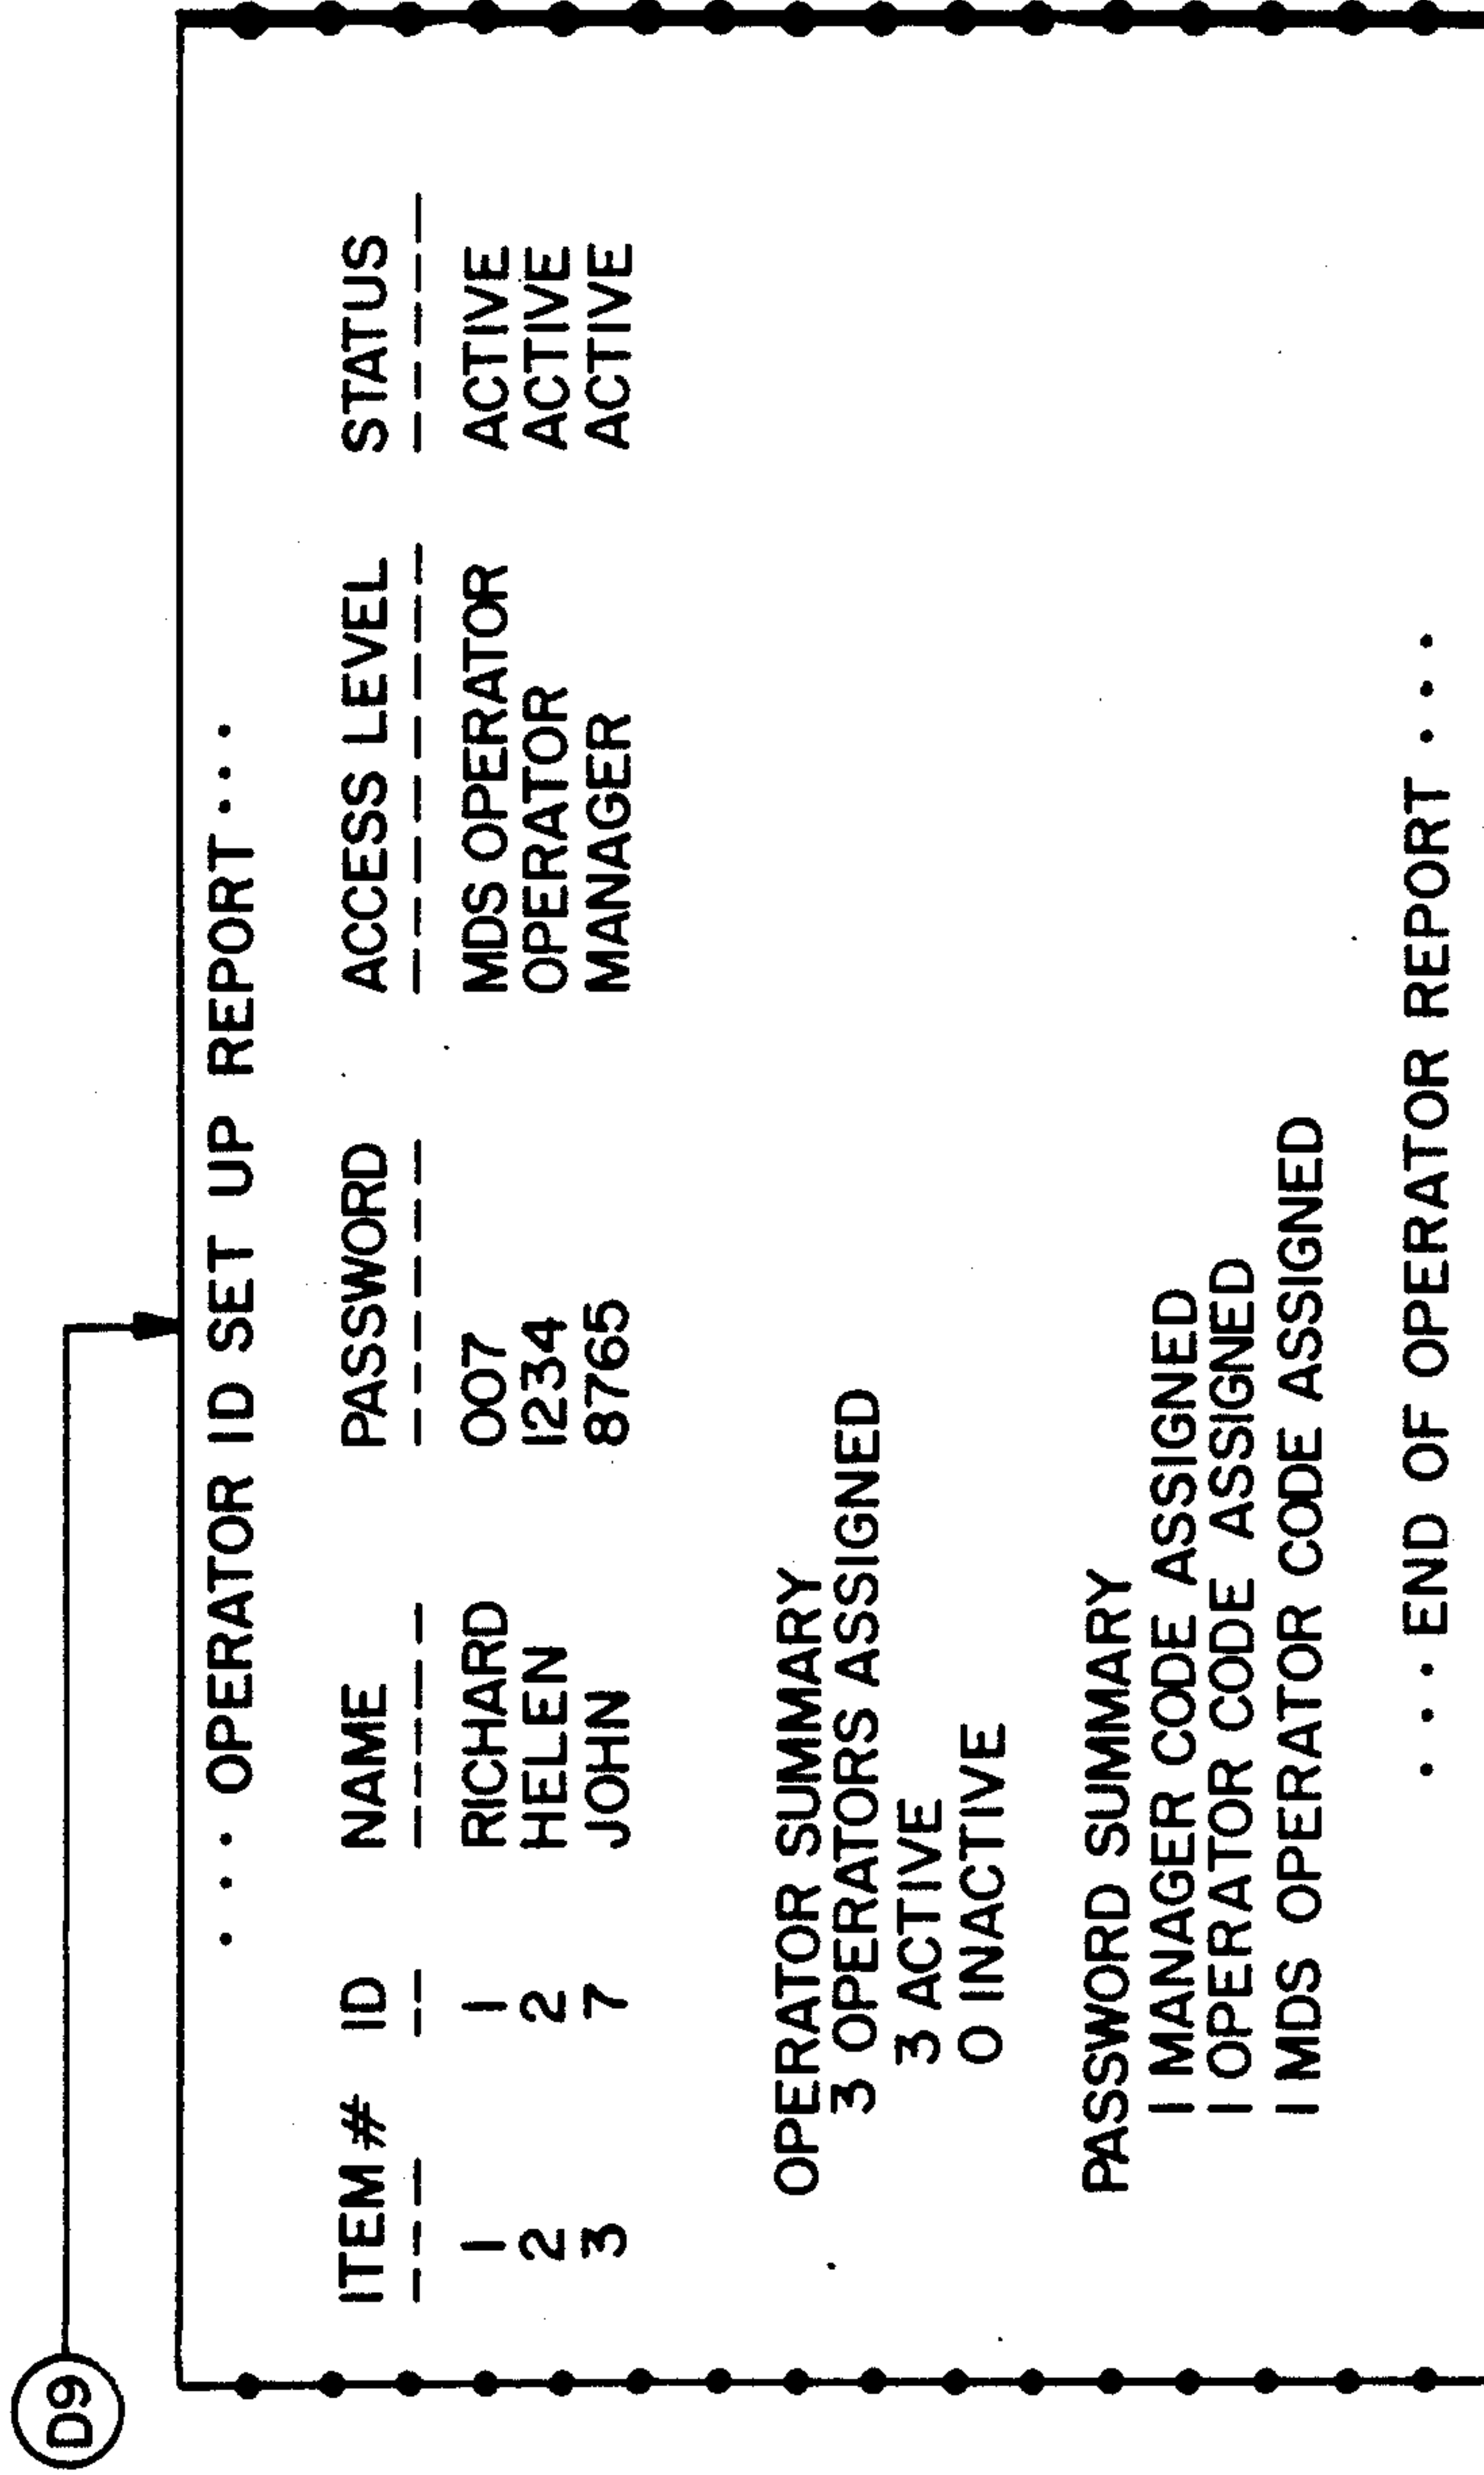 D9
... OPERATOR ID SET UP REPORT ...
ITEM # ID NAME PASSWORD ACCESS LEVEL STATUS
1 1 RICHARD 007 MDS OPERATOR ACTIVE
2 2 HELEN 1234 OPERATOR ACTIVE
3 7 JOHN 8765 MANAGER ACTIVE
OPERATOR SUMMARY
3 OPERATORS ASSIGNED
3 ACTIVE
0 INACTIVE
PASSWORD SUMMARY
1 MANAGER CODE ASSIGNED
1 OPERATOR CODE ASSIGNED
1 MDS OPERATOR CODE ASSIGNED
... END OF OPERATOR REPORT ...